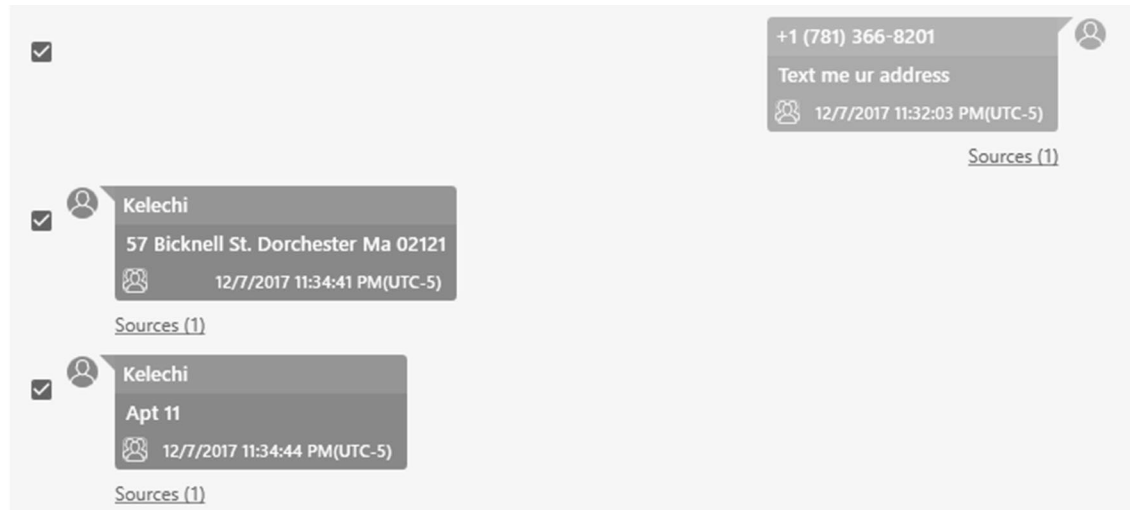 +1 (781) 366-8201
Text me ur address
12/7/2017 11:32:03 PM(UTC-5)
Sources (1)
Kelechi
57 Bicknell St. Dorchester Ma 02121
12/7/2017 11:34:41 PM(UTC-5)
Sources (1)
Kelechi
Apt 11
12/7/2017 11:34:44 PM(UTC-5)
Sources (1)